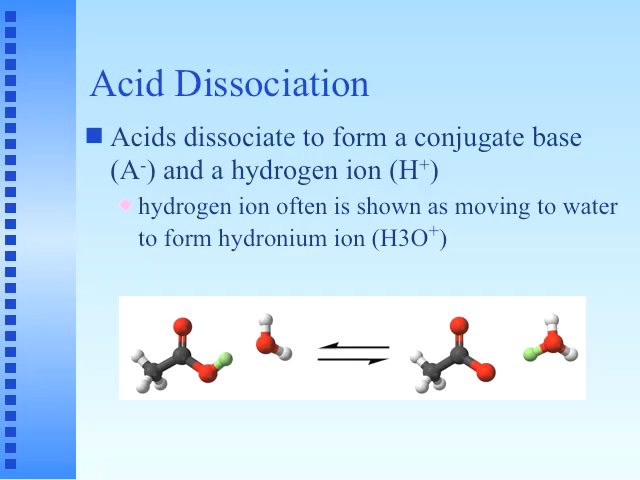 Acid Dissociation
Acids dissociate to form a conjugate base
(A⁻) and a hydrogen ion (H⁺)
hydrogen ion often is shown as moving to water
to form hydronium ion (H3O⁺)